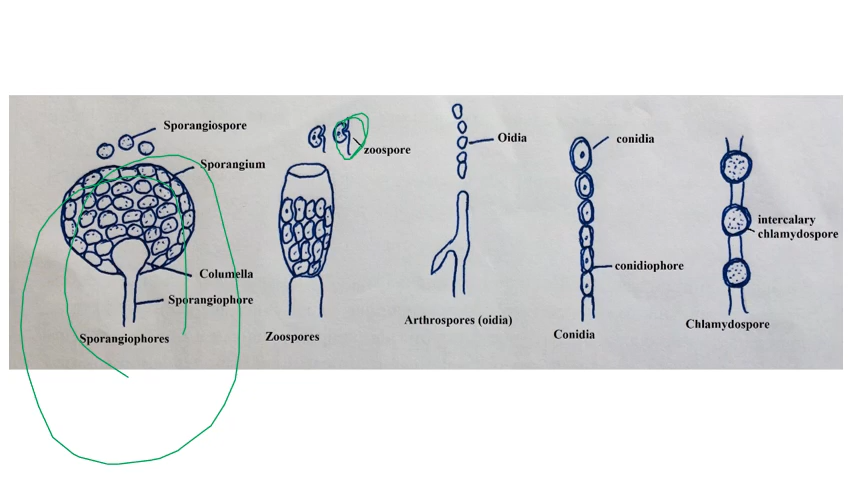 Sporangiospore
Sporangium
Columella
Sporangiophore
Sporangiophores
zoospore
Zoospores
Oidia
Arthrospores (oidia)
conidia
conidiophore
Conidia
intercalary
chlamydospore
Chlamydospore